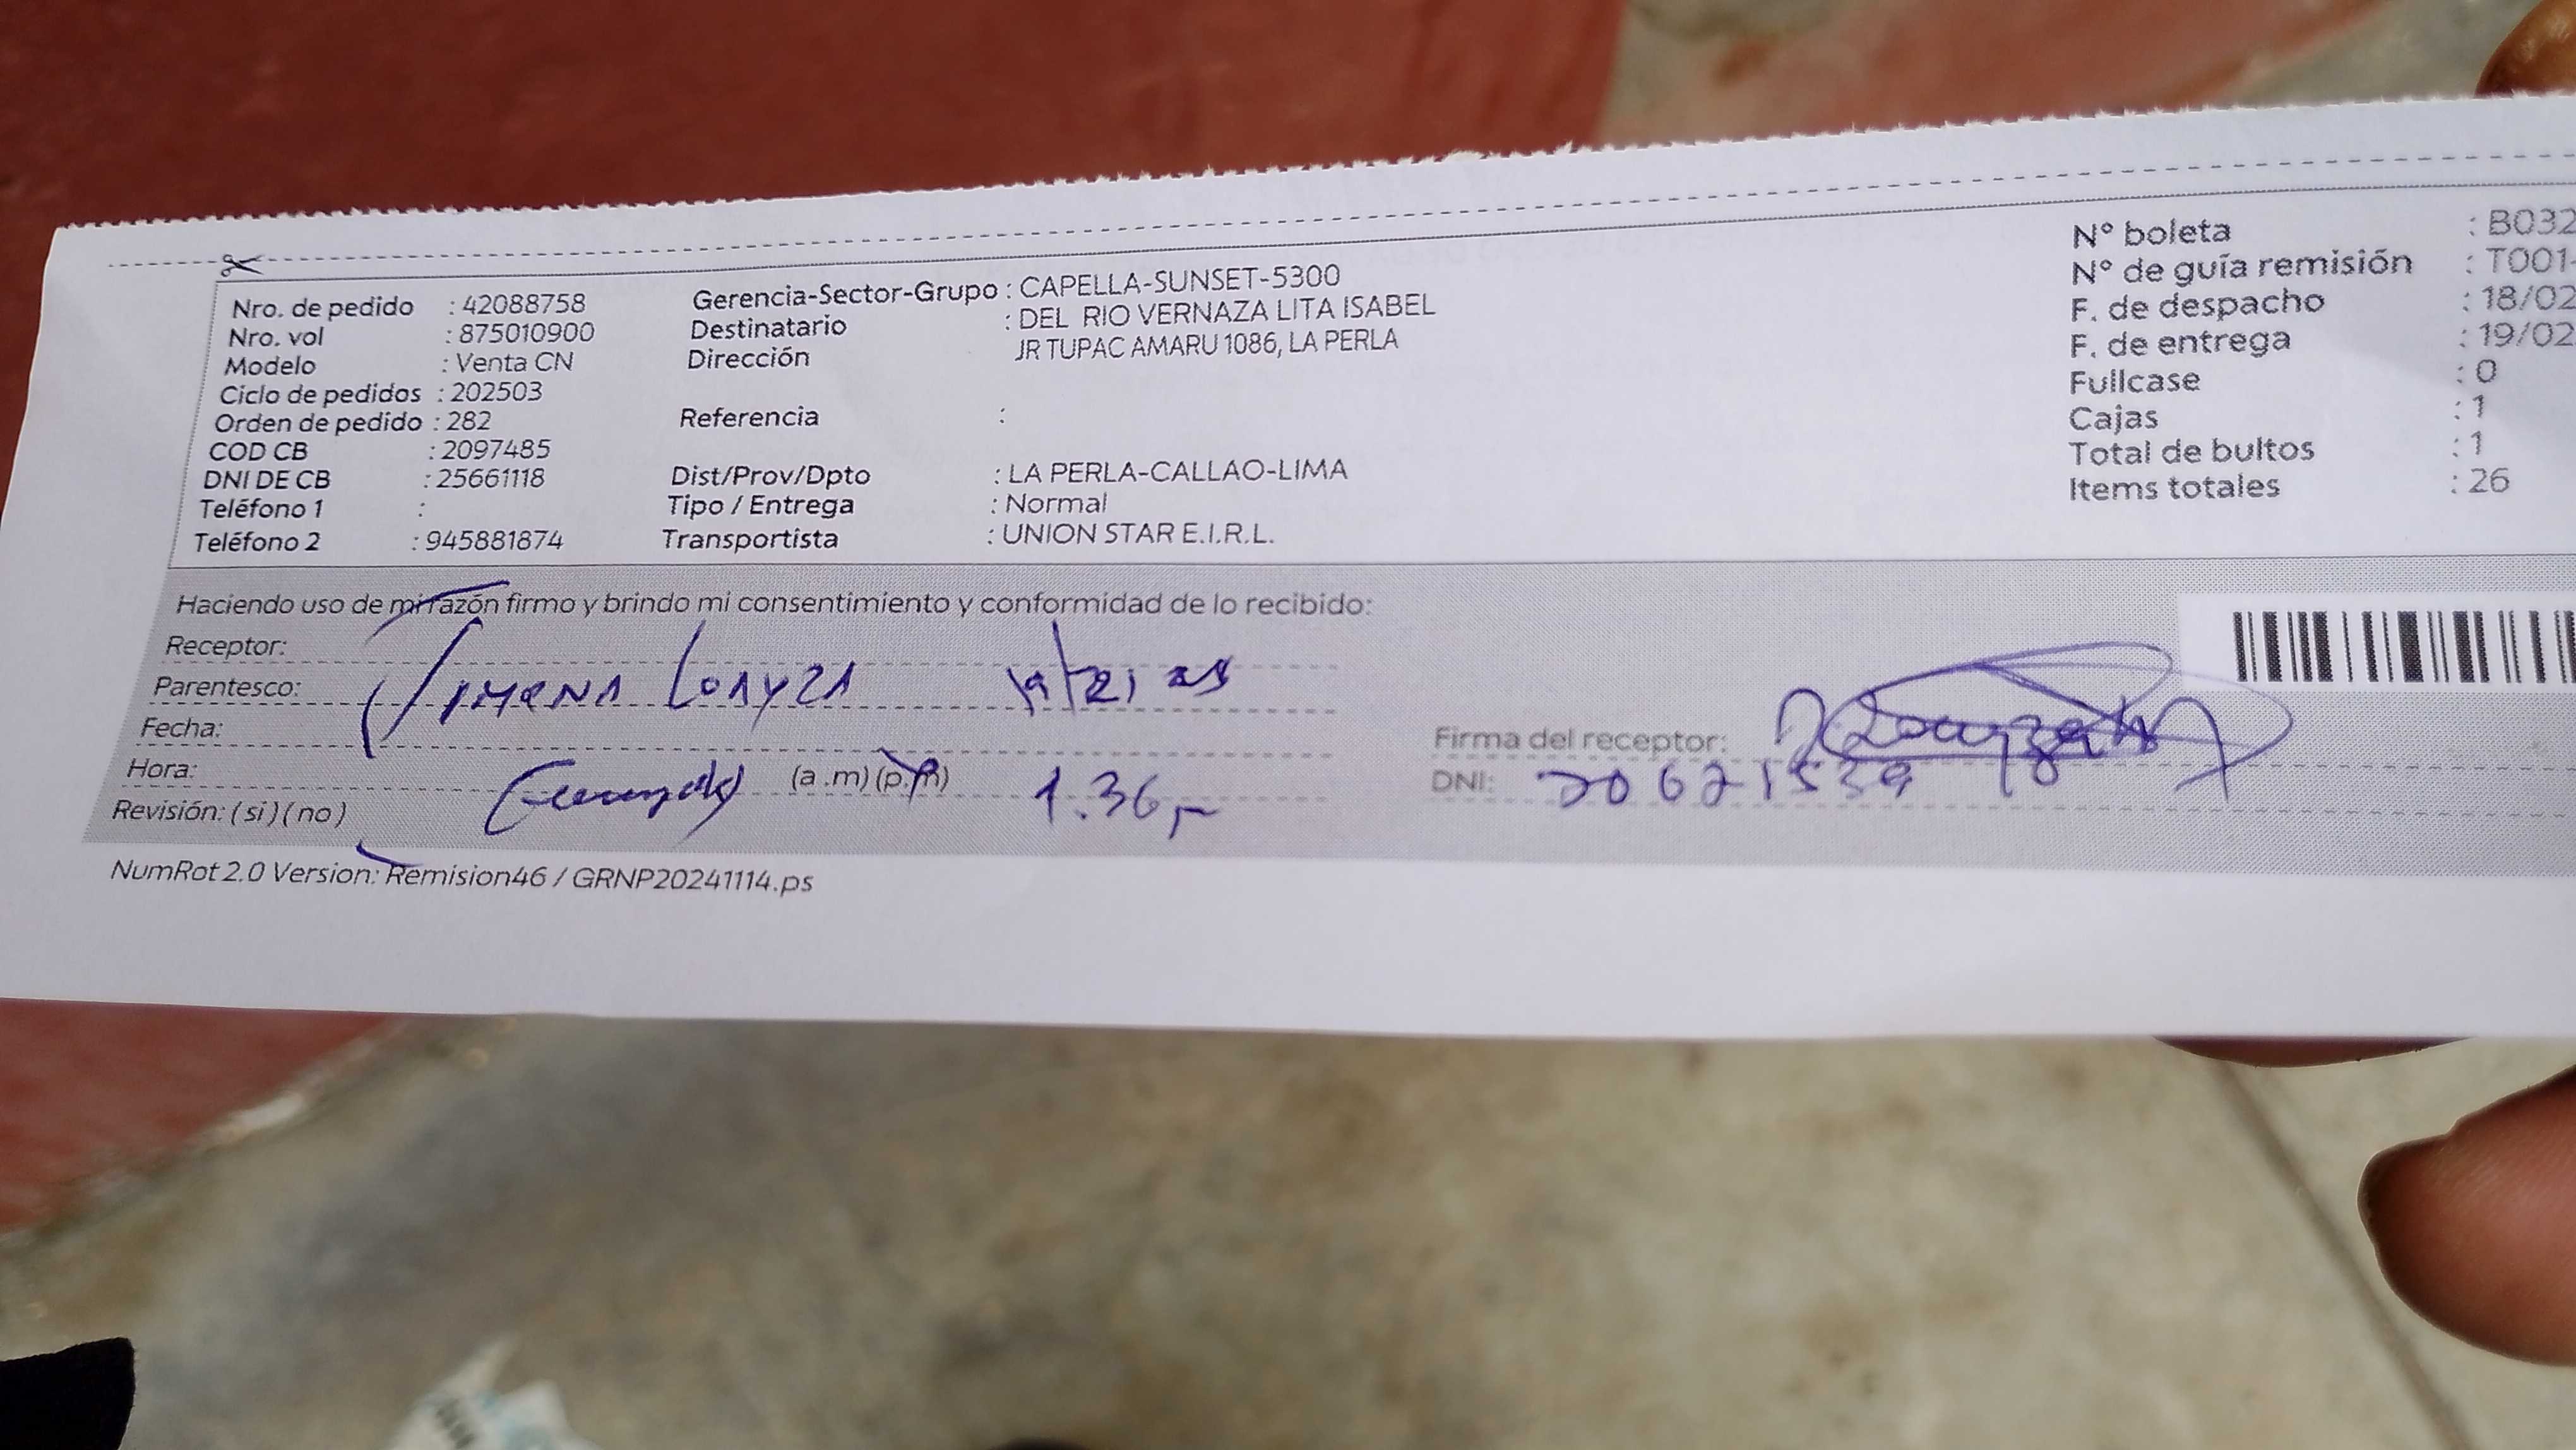 Nro. de pedido : 42088758
Nro. vol : 875010900
Modelo : Venta CN
Ciclo de pedidos : 202503
Orden de pedido : 282
COD CB : 2097485
DNI DE CB : 25661118
Teléfono 1 :
Teléfono 2 : 945881874
Gerencia-Sector-Grupo : CAPELLA-SUNSET-5300
Destinatario : DEL RIO VERNAZA LITA ISABEL
Dirección JR TUPAC AMARU 1086, LA PERLA
Referencia :
Dist/Prov/Dpto : LA PERLA-CALLAO-LIMA
Tipo / Entrega : Normal
Transportista : UNION STAR E.I.R.L.
N° boleta : B032
N° de guía remisión : T001-
F. de despacho : 18/02
F. de entrega : 19/02
Fullcase : 0
Cajas : 1
Total de bultos : 1
Items totales : 26
Haciendo uso de mi razón firmo y brindo mi consentimiento y conformidad de lo recibido:
Receptor:
Parentesco: JIMENA LOAYZA
Fecha:
Hora: (a.m) (p.m) 1.36
Revisión: (si) (no)
Firma del receptor:
DNI:
NumRot 2.0 Version: Remision46 / GRNP20241114.ps